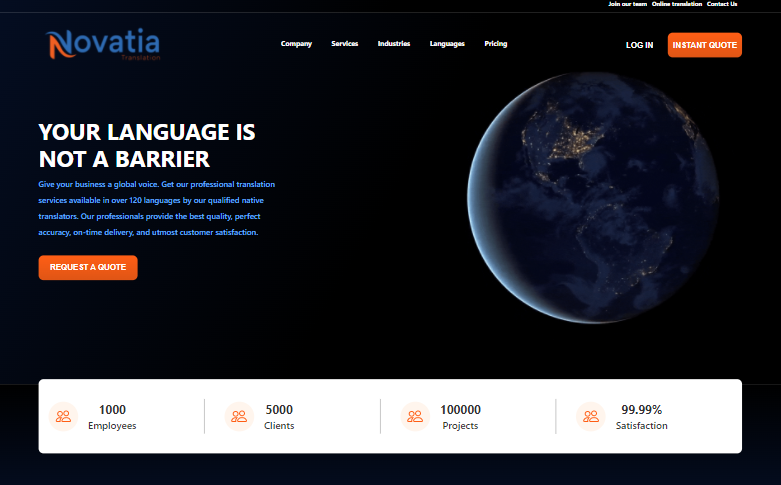 Join our team Online translation Contact Us
Novatia
Translation
Company Services Industries Languages Pricing
LOG IN
INSTANT QUOTE
YOUR LANGUAGE IS
NOT A BARRIER
Give your business a global voice. Get our professional translation
services available in over 120 languages by our qualified native
translators. Our professionals provide the best quality, perfect
accuracy, on-time delivery, and utmost customer satisfaction.
REQUEST A QUOTE
1000
Employees
5000
Clients
100000
Projects
99.99%
Satisfaction